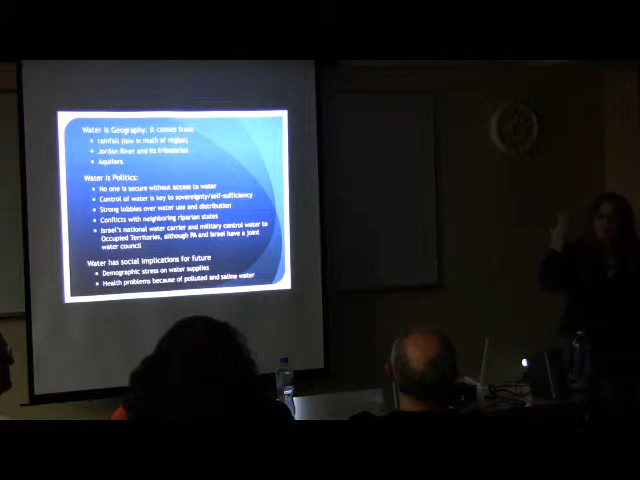 Water is Geography: it comes from
rainfall (low in much of region)
Jordan River and its tributaries
Aquifers
Water is Politics:
No one is secure without access to water
Control of water is key to sovereignty/self-sufficiency
Strong lobbies over water use and distribution
Conflicts with neighboring riparian states
Israel's national water carrier and military control water to
Occupied Territories, although PA and Israel have a joint
water council
Water has social implications for future
Demographic stress on water supplies
Health problems because of polluted and saline water